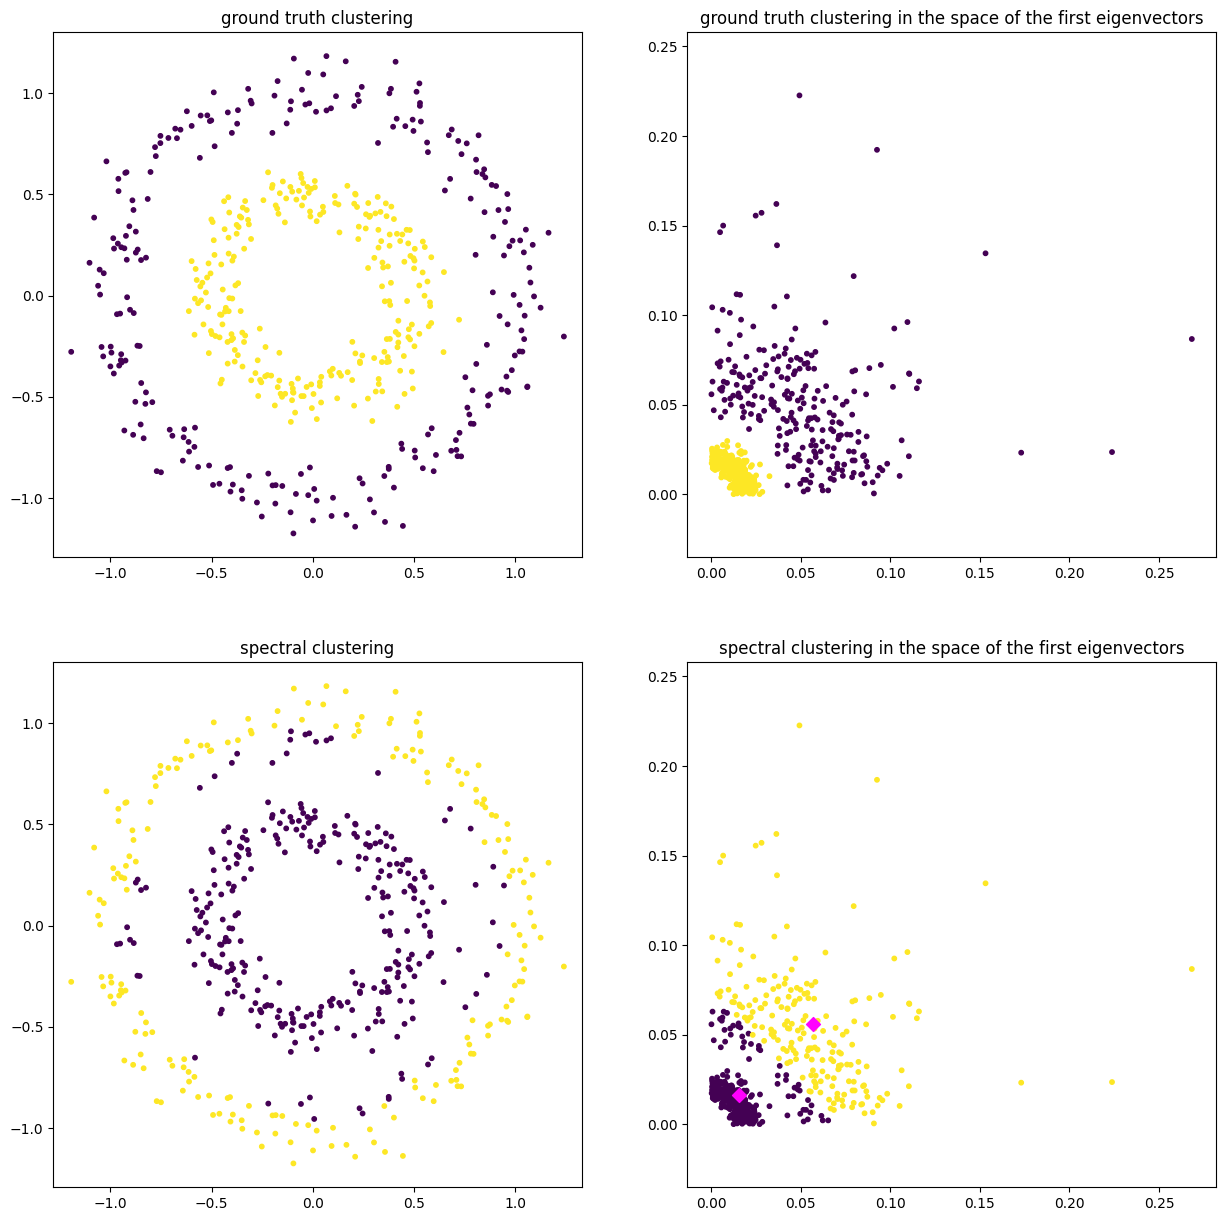 ground truth clustering
1.0
0.5
0.0
−0.5
−1.0
−1.0 −0.5 0.0 0.5 1.0
ground truth clustering in the space of the first eigenvectors
0.25
0.20
0.15
0.10
0.05
0.00
0.00 0.05 0.10 0.15 0.20 0.25
spectral clustering
1.0
0.5
0.0
−0.5
−1.0
−1.0 −0.5 0.0 0.5 1.0
spectral clustering in the space of the first eigenvectors
0.25
0.20
0.15
0.10
0.05
0.00
0.00 0.05 0.10 0.15 0.20 0.25